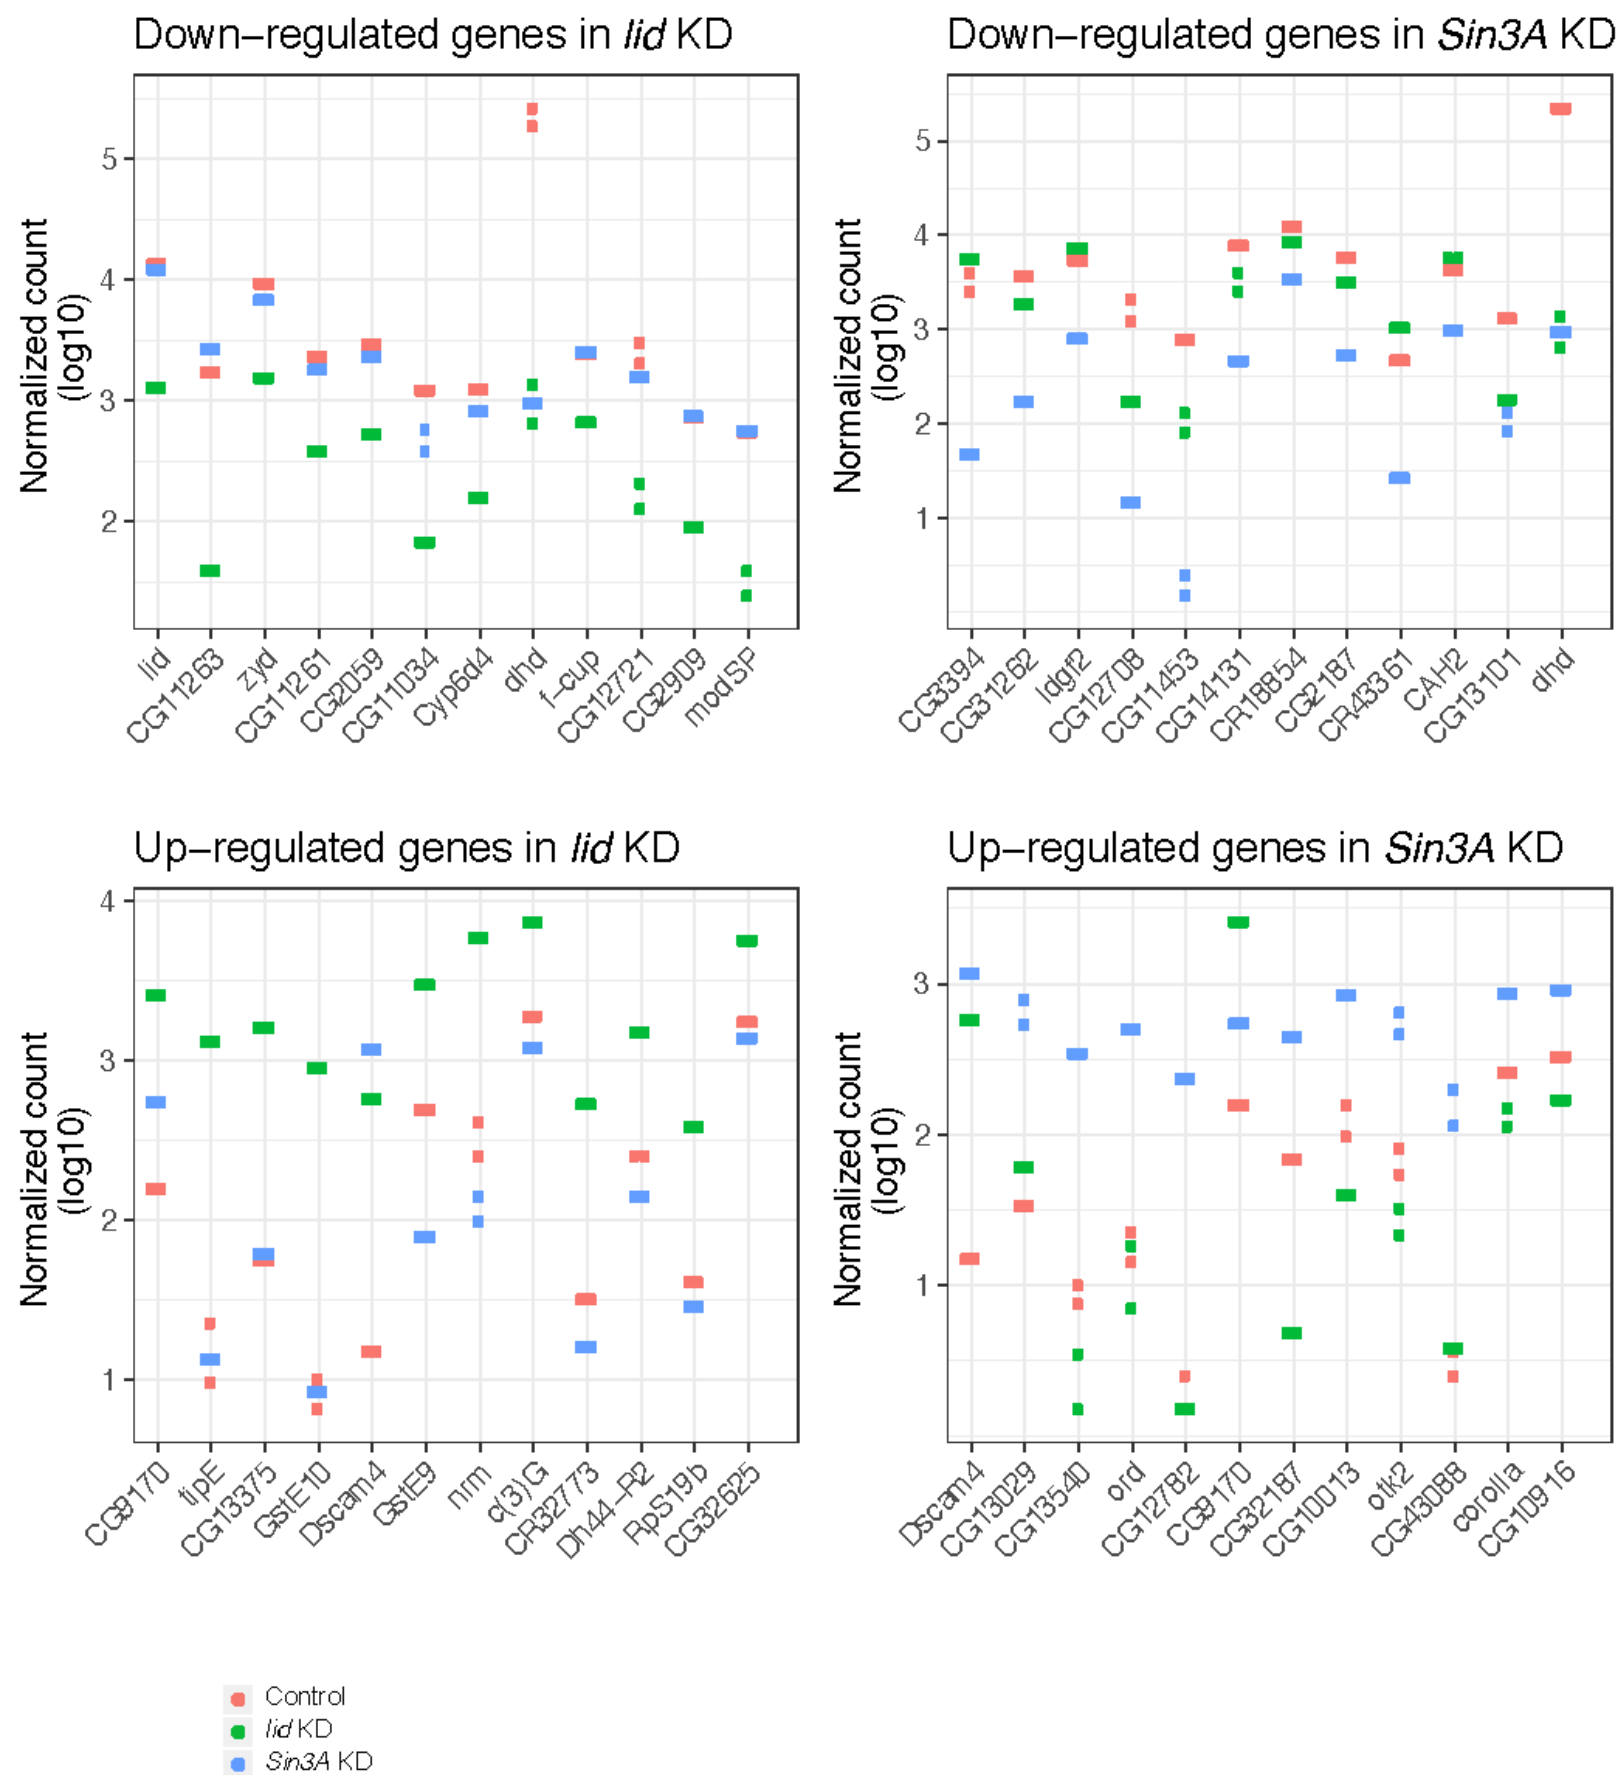 Down-regulated genes in lid KD
Normalized count
(log10)
5
4
3
2
lid
CG11263
zyd
CG11261
CG2059
CG11034
Cyp6d4
dhd
f-cup
CG12721
CG2909
modSP
Down-regulated genes in Sin3A KD
Normalized count
(log10)
5
4
3
2
1
CG3394
CG31262
Idgf2
CG12708
CG11453
CG14131
CR18854
CG2187
CR43361
CAH2
CG13101
dhd
Up-regulated genes in lid KD
Normalized count
(log10)
4
3
2
1
CG9170
tipE
CG13375
GstE10
Dscam4
GstE9
nrm
c(3)G
CR32773
Dh44-R2
RpS19b
CG32625
Up-regulated genes in Sin3A KD
Normalized count
(log10)
3
2
1
Dscam4
CG13029
CG13540
ord
CG12782
CG9170
CG32187
CG10013
otk2
CG43088
corolla
CG10916
Control
lid KD
Sin3A KD